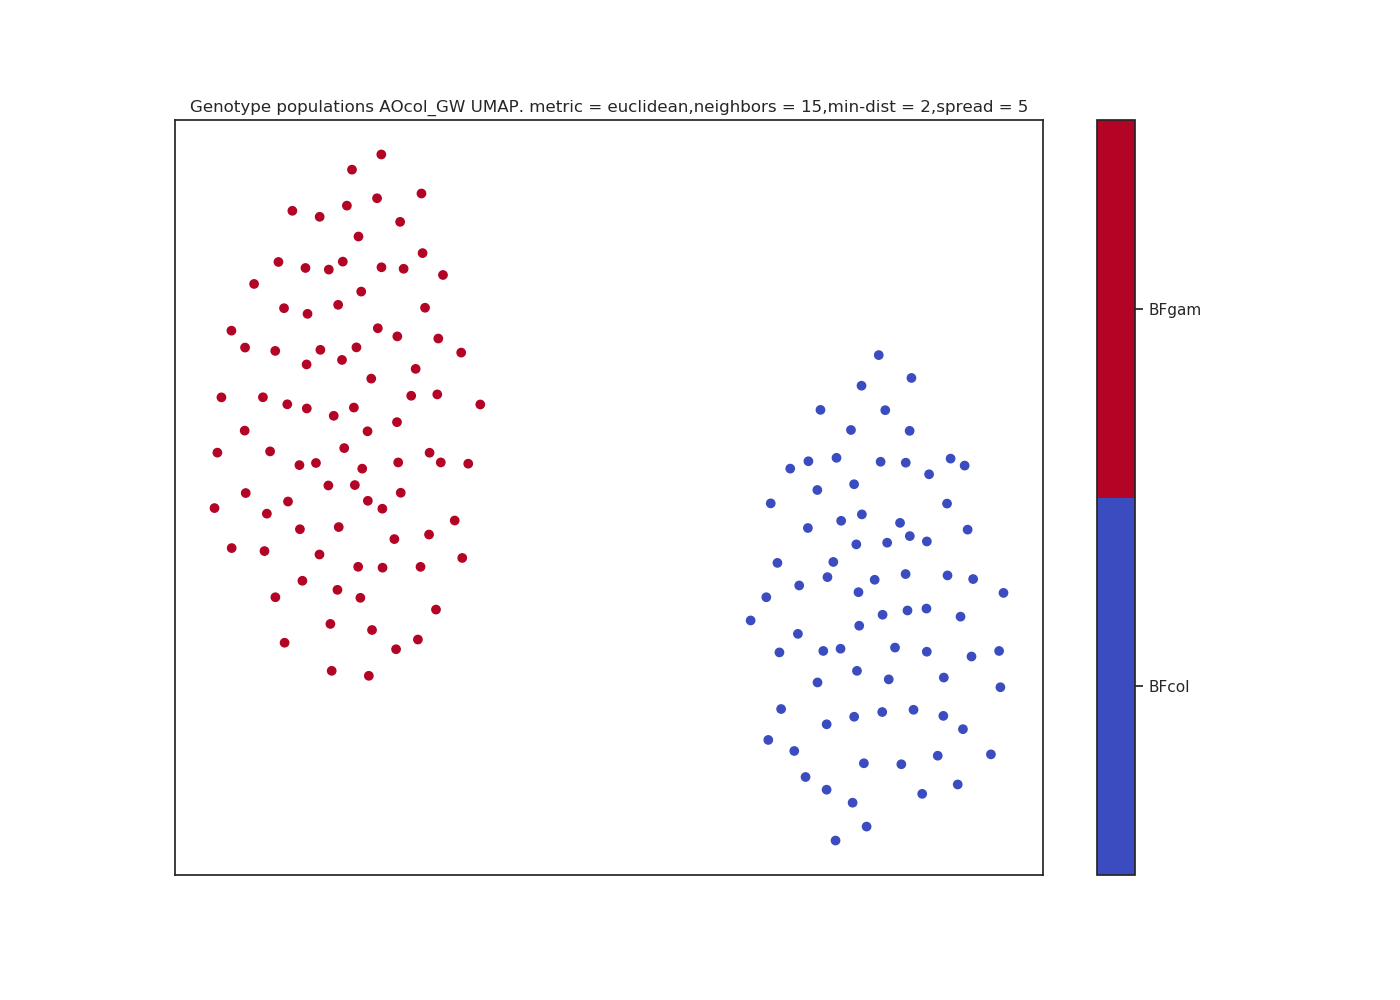 Genotype populations AOcol_GW UMAP. metric = euclidean,neighbors = 15,min-dist = 2,spread = 5
BFgam
BFcol